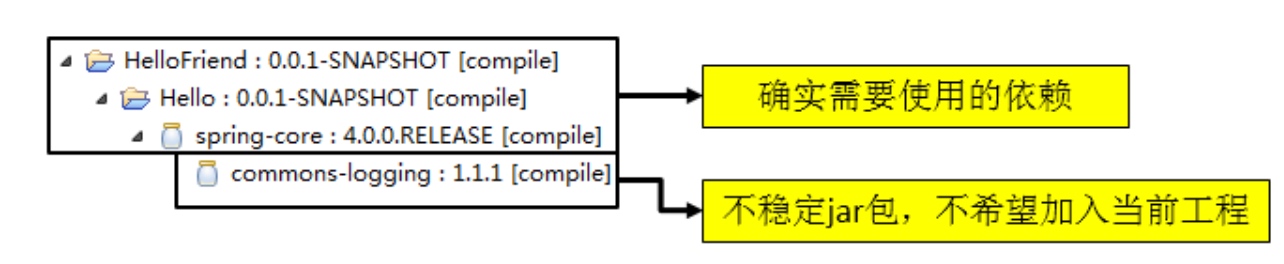 HelloFriend : 0.0.1-SNAPSHOT [compile]
Hello : 0.0.1-SNAPSHOT [compile]
确实需要使用的依赖
spring-core : 4.0.0.RELEASE [compile]
commons-logging : 1.1.1 [compile]
不稳定jar包，不希望加入当前工程